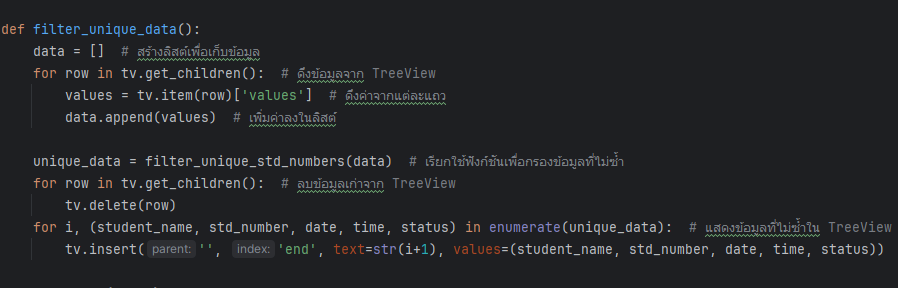 def filter_unique_data():
    data = []  # สร้างลิสต์เพื่อเก็บข้อมูล
    for row in tv.get_children():  # ดึงข้อมูลจาก TreeView
        values = tv.item(row)['values']  # ดึงค่าจากแต่ละแถว
        data.append(values)  # เพิ่มค่าลงในลิสต์
    unique_data = filter_unique_std_numbers(data)  # เรียกใช้ฟังก์ชันเพื่อกรองข้อมูลที่ไม่ซ้ำ
    for row in tv.get_children():  # ลบข้อมูลเก่าจาก TreeView
        tv.delete(row)
    for i, (student_name, std_number, date, time, status) in enumerate(unique_data):  # แสดงข้อมูลที่ไม่ซ้ำใน TreeView
        tv.insert( parent: '', index: 'end', text=str(i+1), values=(student_name, std_number, date, time, status))